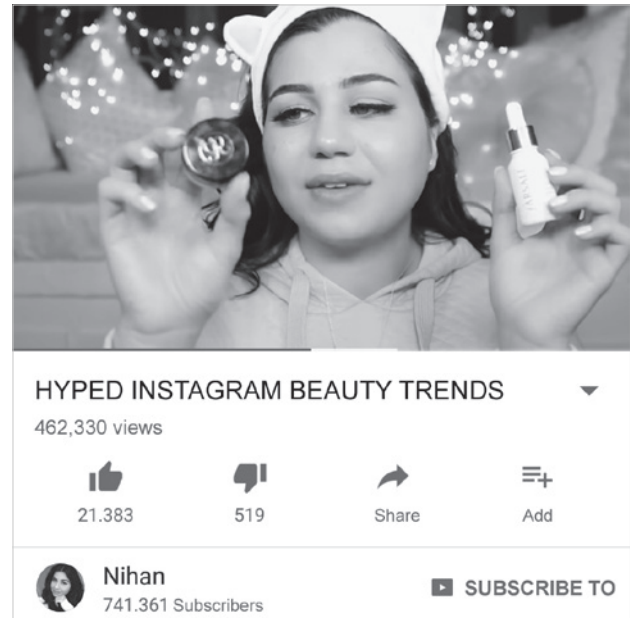 HYPED INSTAGRAM BEAUTY TRENDS
462,330 views
21.383 519 Share Add
Nihan
741.361 Subscribers
SUBSCRIBE TO